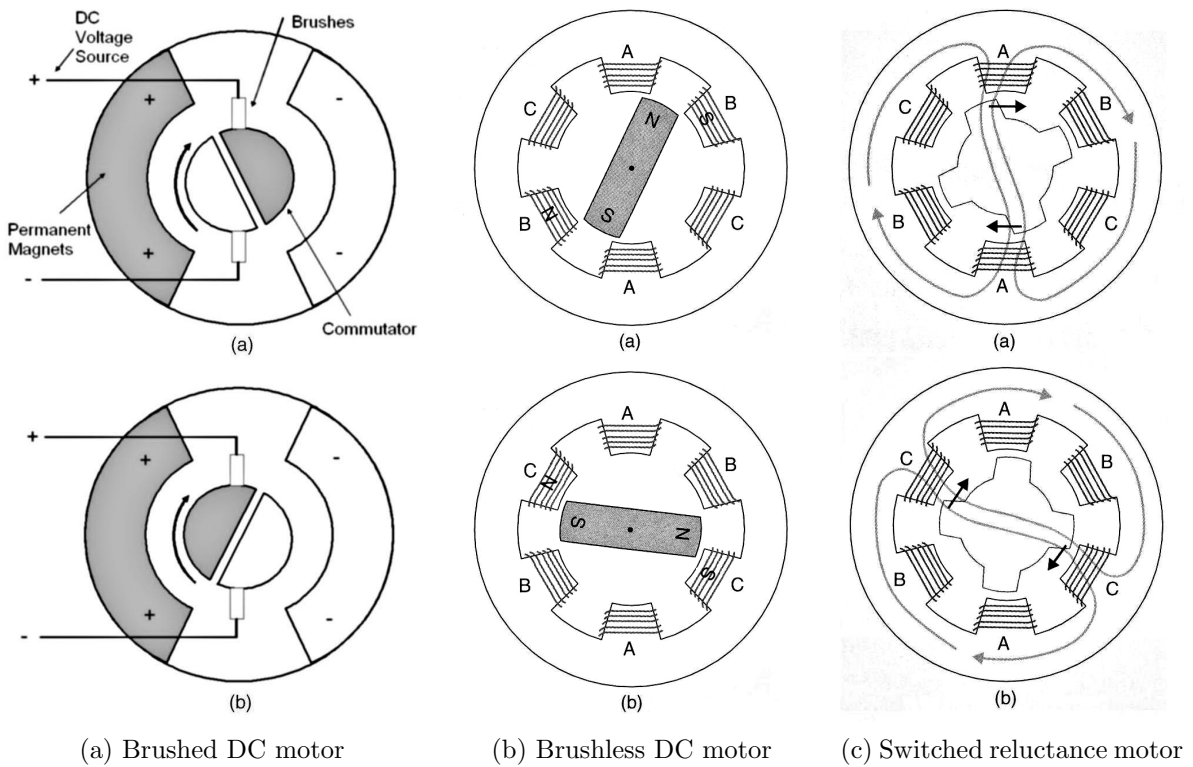 DC
Voltage
Source
Brushes
+
+
-
Permanent
Magnets
+
-
-
Commutator
(a)
A
C
B
N
S
B
N
S
C
A
(a)
A
C
B
B
C
A
(a)
+
+
-
+
-
-
(b)
A
C
N
B
S
N
B
S
C
A
(b)
A
C
B
B
C
A
(b)
(a) Brushed DC motor
(b) Brushless DC motor
(c) Switched reluctance motor